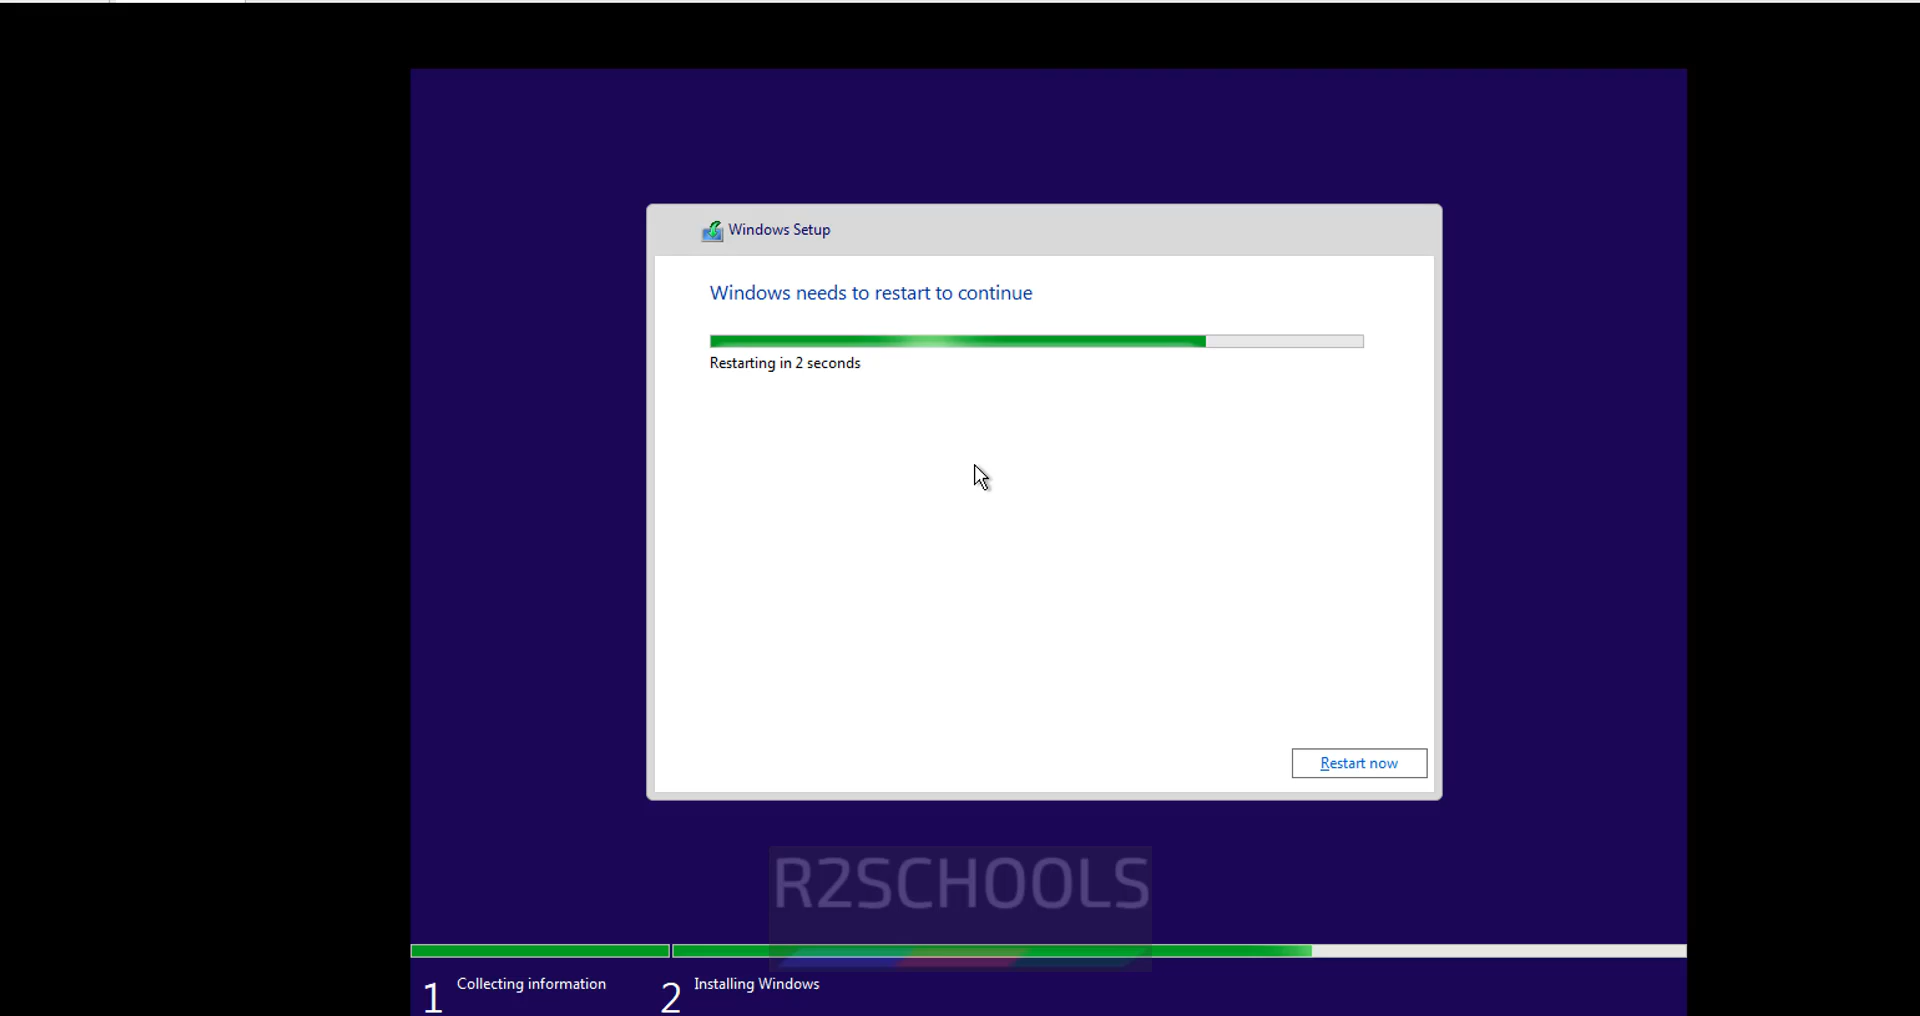 Windows Setup
Windows needs to restart to continue
Restarting in 2 seconds
Restart now
R2SCHOOLS
1 Collecting information 2 Installing Windows